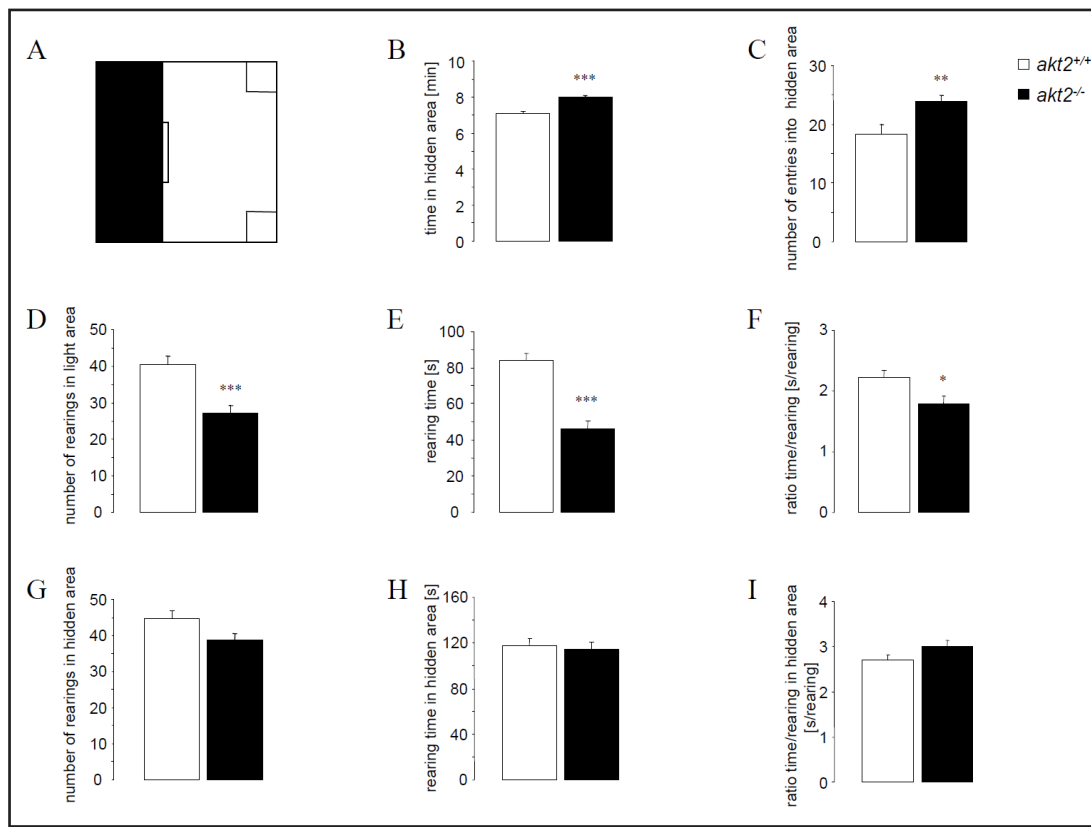 A
B
time in hidden area [min]
10
8
6
4
2
0
***
C
number of entries into hidden area
30
20
10
0
**
akt2+/+
akt2-/-
D
number of rearings in light area
50
40
30
20
10
0
***
E
rearing time [s]
100
80
60
40
20
0
***
F
ratio time/rearing [s/rearing]
3
2
1
0
*
G
number of rearings in hidden area
50
40
30
20
10
0
H
rearing time in hidden area [s]
160
120
80
40
0
I
ratio time/rearing in hidden area
[s/rearing]
4
3
2
1
0